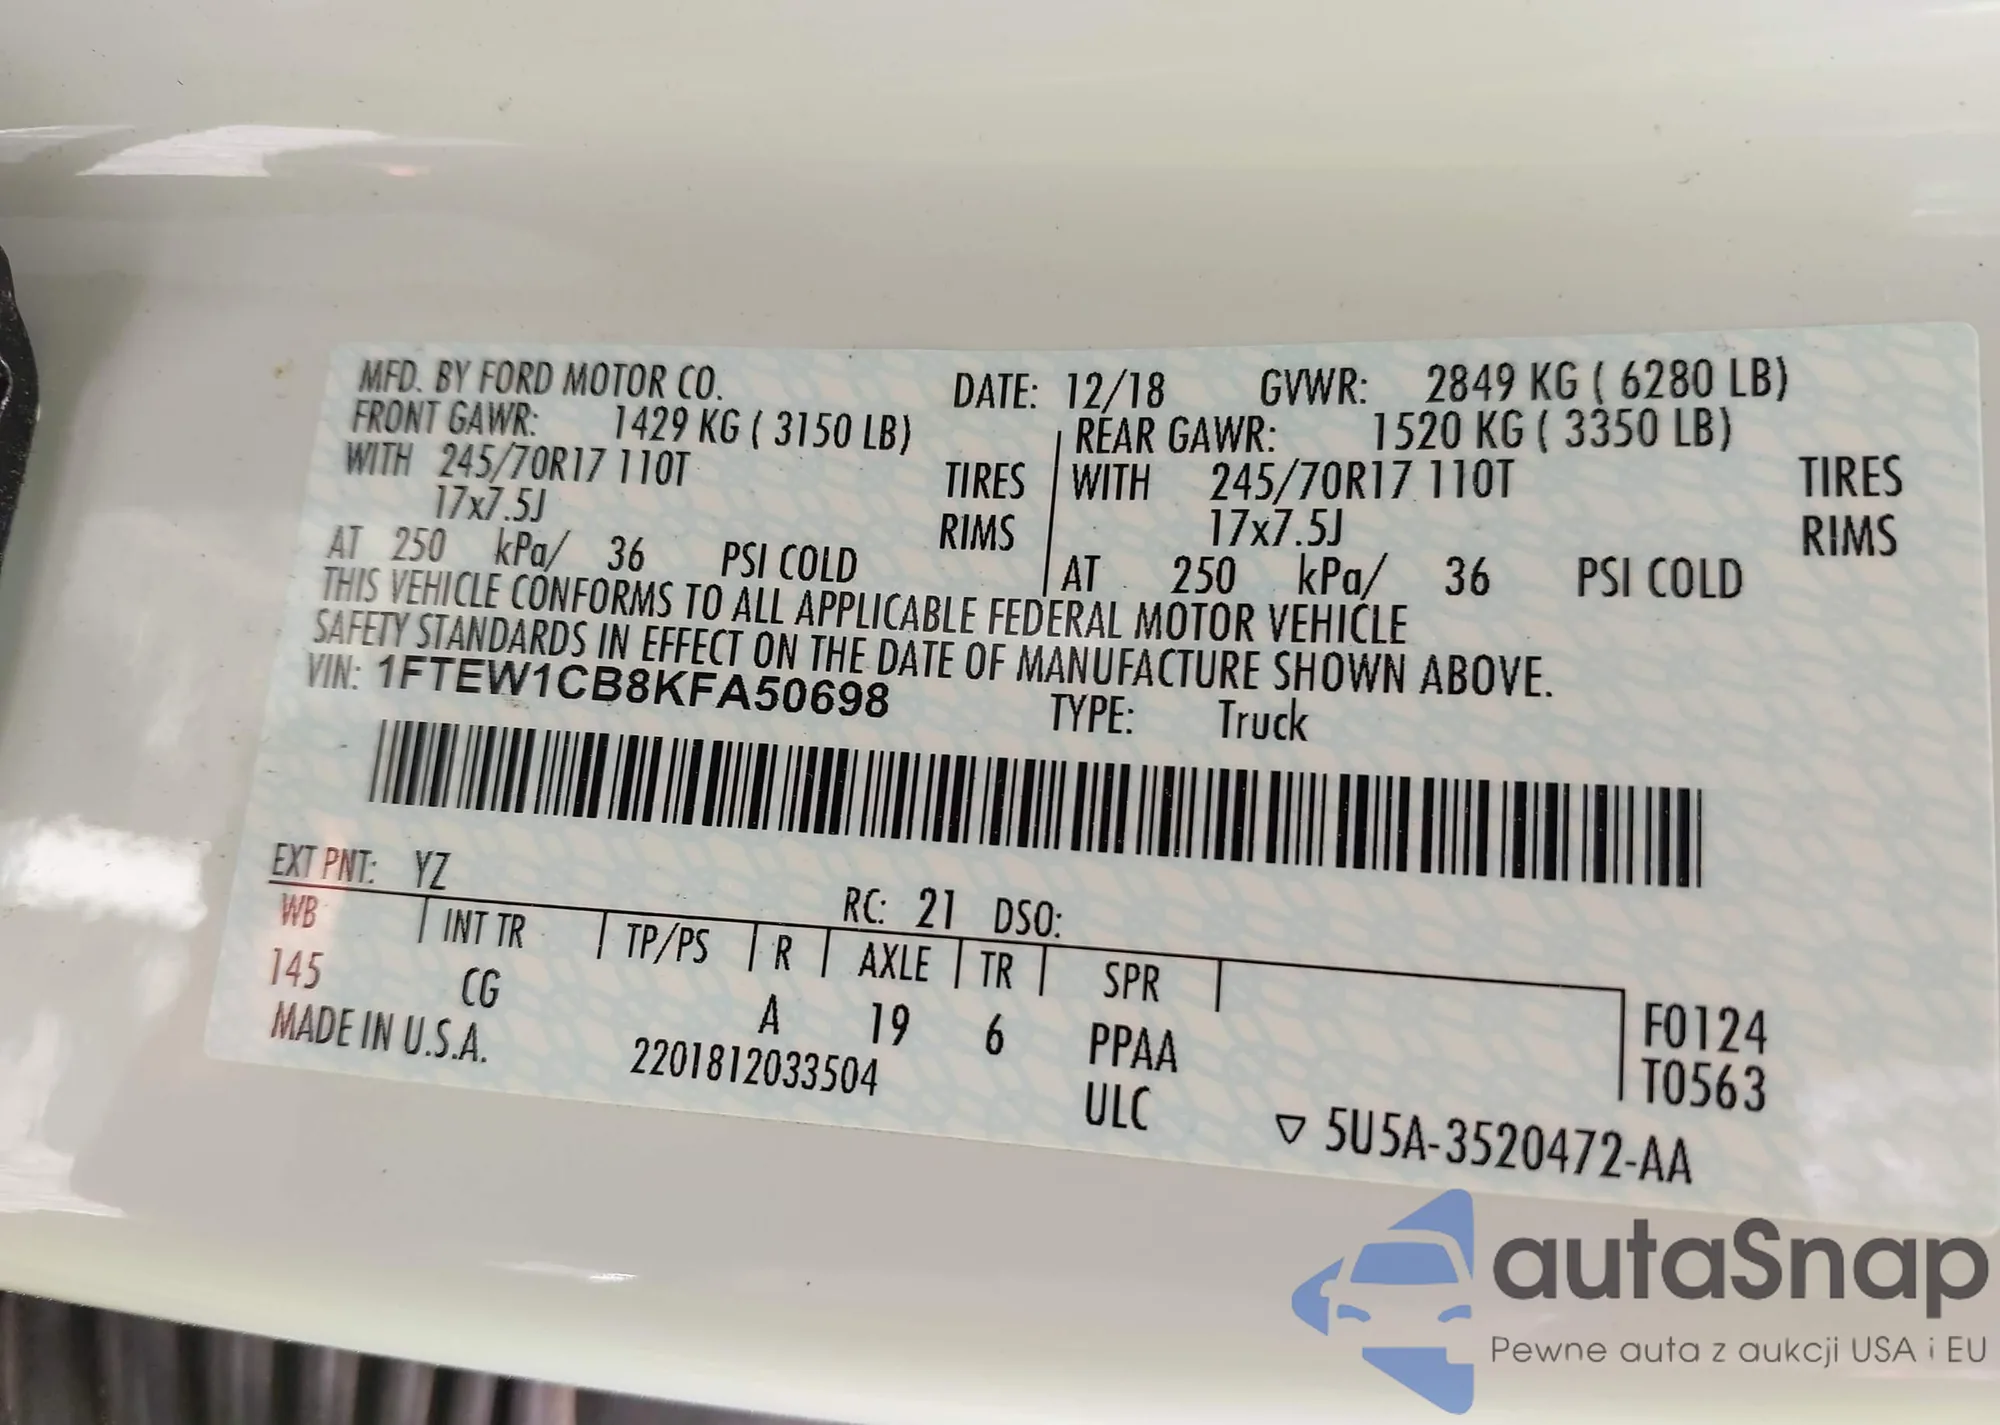 MFD. BY FORD MOTOR CO. DATE: 12/18 GVWR: 2849 KG ( 6280 LB)
FRONT GAWR: 1429 KG ( 3150 LB) REAR GAWR: 1520 KG ( 3350 LB)
WITH 245/70R17 110T TIRES WITH 245/70R17 110T TIRES
17x7.5J RIMS 17x7.5J RIMS
AT 250 kPa/ 36 PSI COLD AT 250 kPa/ 36 PSI COLD
THIS VEHICLE CONFORMS TO ALL APPLICABLE FEDERAL MOTOR VEHICLE
SAFETY STANDARDS IN EFFECT ON THE DATE OF MANUFACTURE SHOWN ABOVE.
VIN: 1FTEW1CB8KFA50698 TYPE: Truck
EXT PNT: YZ RC: 21 DSO:
WB INT TR TP/PS R AXLE TR SPR
145 CG A 19 6 PPAA F0124
MADE IN U.S.A. 2201812033504 ULC T0563
▽ 5U5A-3520472-AA
autaSnap
Pewne auta z aukcji USA i EU